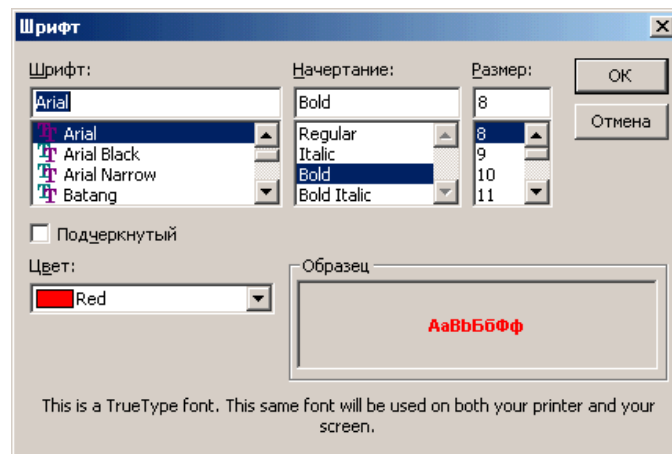 Шрифт
Шрифт:
Начертание:
Размер:
Arial
Bold
8
OK
Arial
Arial Black
Arial Narrow
Batang
Regular
Italic
Bold
Bold Italic
8
9
10
11
Отмена
Подчеркнутый
Цвет:
Red
Образец
АаВbБбФф
This is a TrueType font. This same font will be used on both your printer and your
screen.